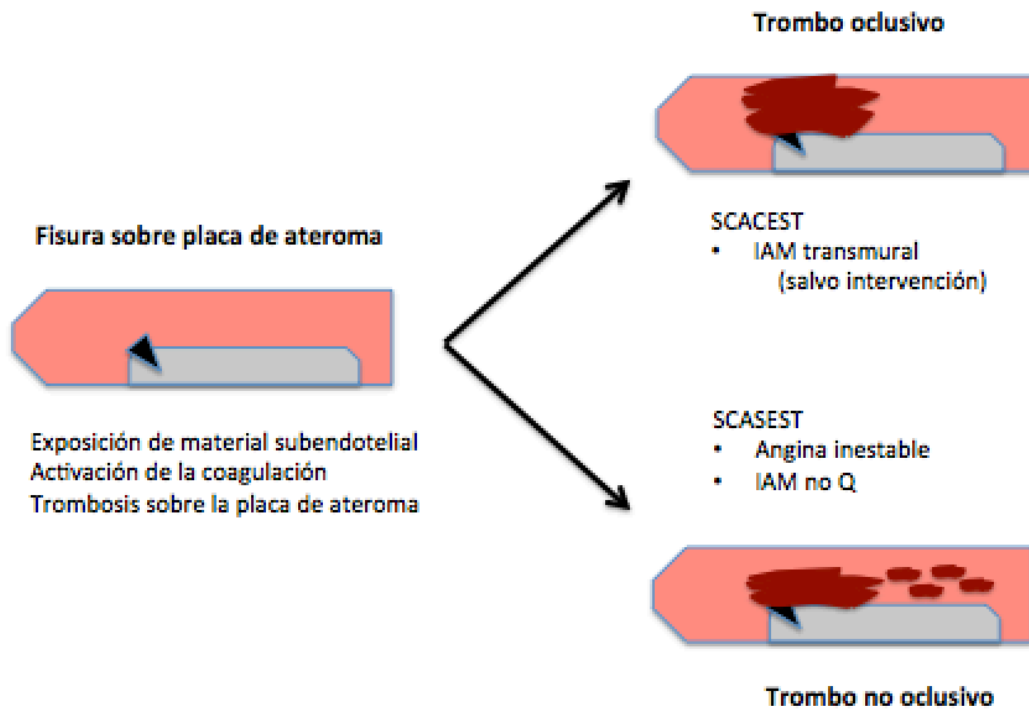 Trombo oclusivo
SCACEST
• IAM transmural
(salvo intervención)
Fisura sobre placa de ateroma
Exposición de material subendotelial
Activación de la coagulación
Trombosis sobre la placa de ateroma
SCASEST
• Angina inestable
• IAM no Q
Trombo no oclusivo